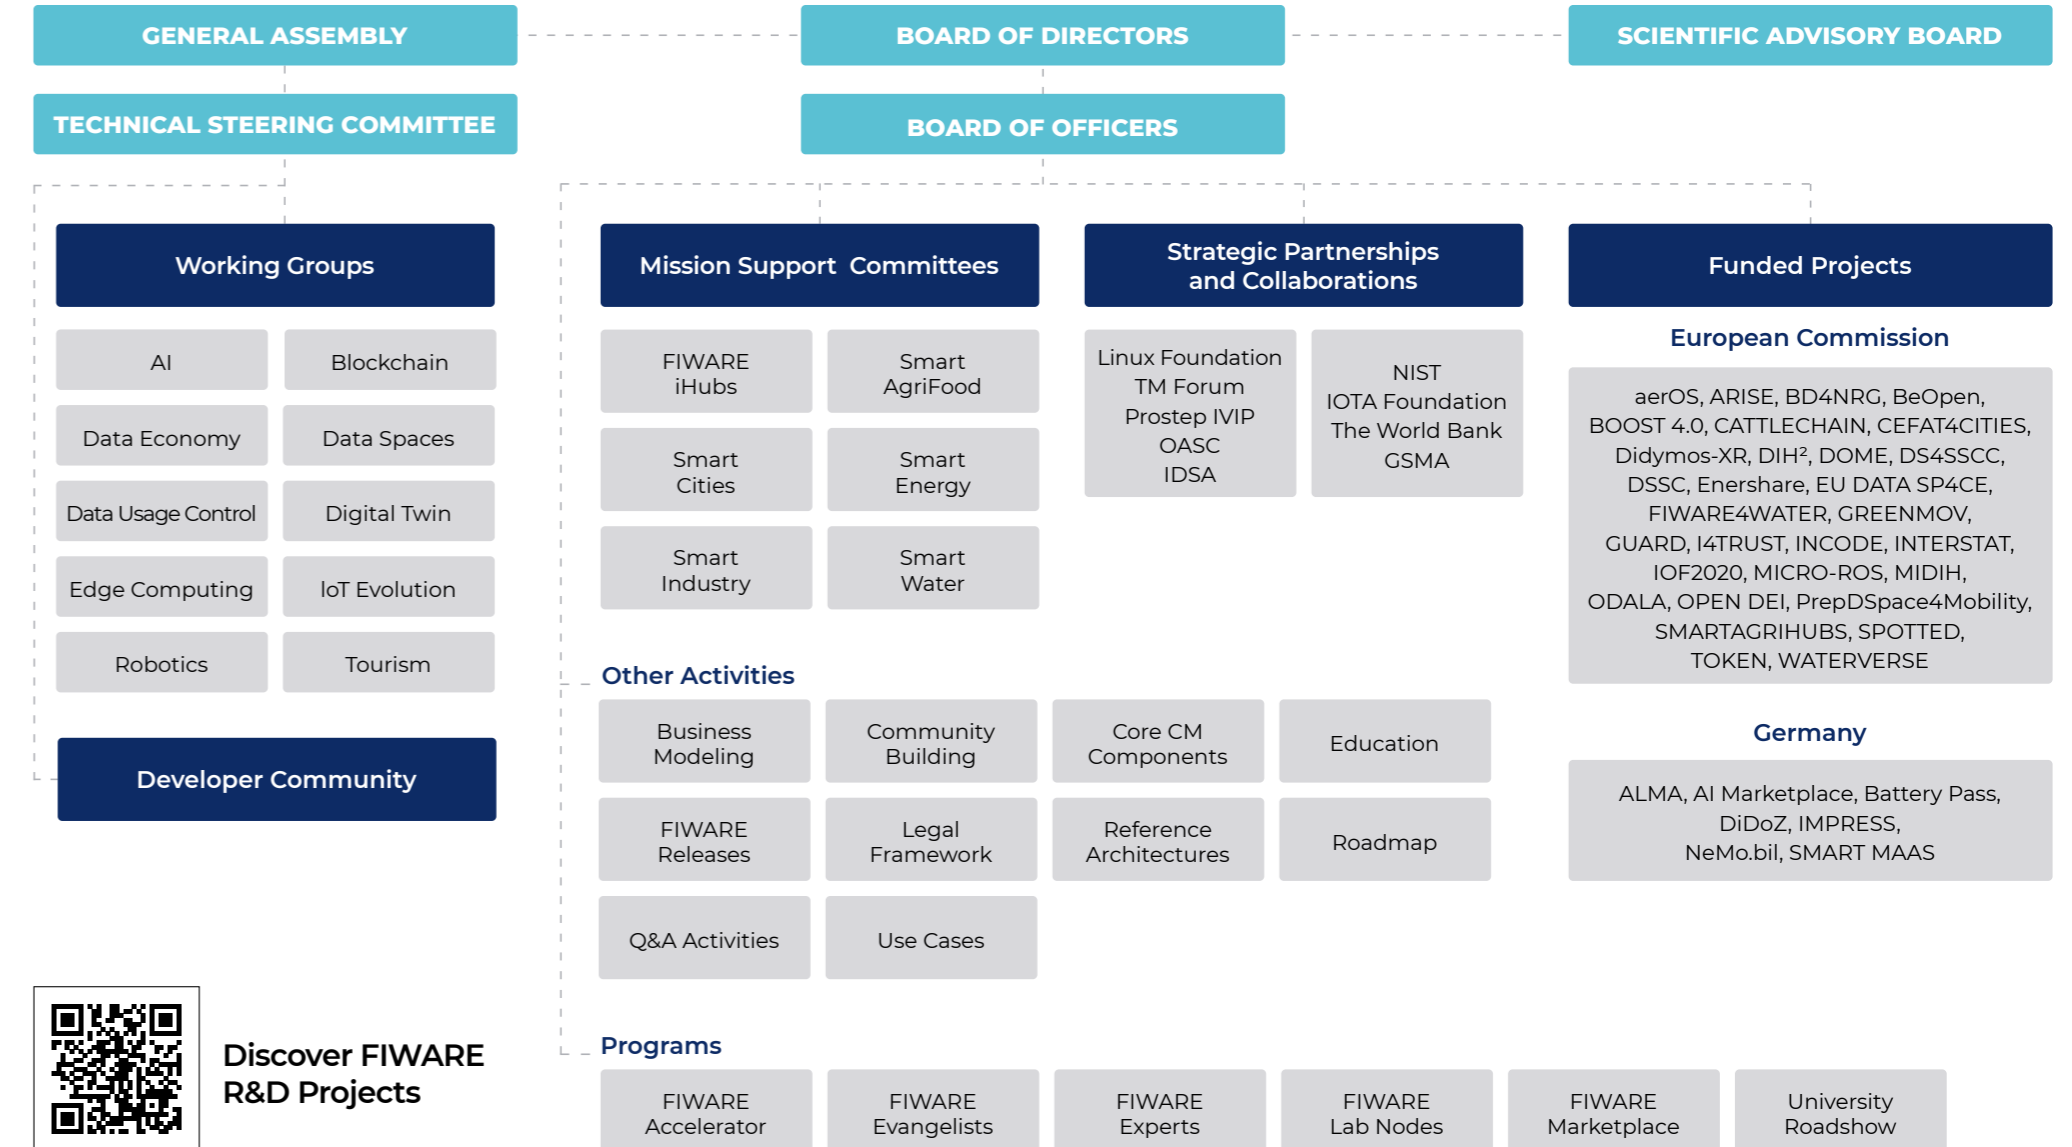 GENERAL ASSEMBLY
BOARD OF DIRECTORS
SCIENTIFIC ADVISORY BOARD
TECHNICAL STEERING COMMITTEE
BOARD OF OFFICERS
Working Groups
AI
Blockchain
Data Economy
Data Spaces
Data Usage Control
Digital Twin
Edge Computing
IoT Evolution
Robotics
Tourism
Developer Community
Mission Support Committees
FIWARE
iHubs
Smart
AgriFood
Smart
Cities
Smart
Energy
Smart
Industry
Smart
Water
Strategic Partnerships
and Collaborations
Linux Foundation
TM Forum
Prostep IVIP
OASC
IDSA
NIST
IOTA Foundation
The World Bank
GSMA
Funded Projects
European Commission
aerOS, ARISE, BD4NRG, BeOpen,
BOOST 4.0, CATTLECHAIN, CEFAT4CITIES,
Didymos-XR, DIH², DOME, DS4SSCC,
DSSC, Enershare, EU DATA SP4CE,
FIWARE4WATER, GREENMOV,
GUARD, I4TRUST, INCODE, INTERSTAT,
IOF2020, MICRO-ROS, MIDIH,
ODALA, OPEN DEI, PrepDSpace4Mobility,
SMARTAGRIHUBS, SPOTTED,
TOKEN, WATERVERSE
Germany
ALMA, AI Marketplace, Battery Pass,
DiDoZ, IMPRESS,
NeMo.bil, SMART MAAS
Other Activities
Business
Modeling
Community
Building
Core CM
Components
Education
FIWARE
Releases
Legal
Framework
Reference
Architectures
Roadmap
Q&A Activities
Use Cases
Programs
FIWARE
Accelerator
FIWARE
Evangelists
FIWARE
Experts
FIWARE
Lab Nodes
FIWARE
Marketplace
University
Roadshow
Discover FIWARE
R&D Projects